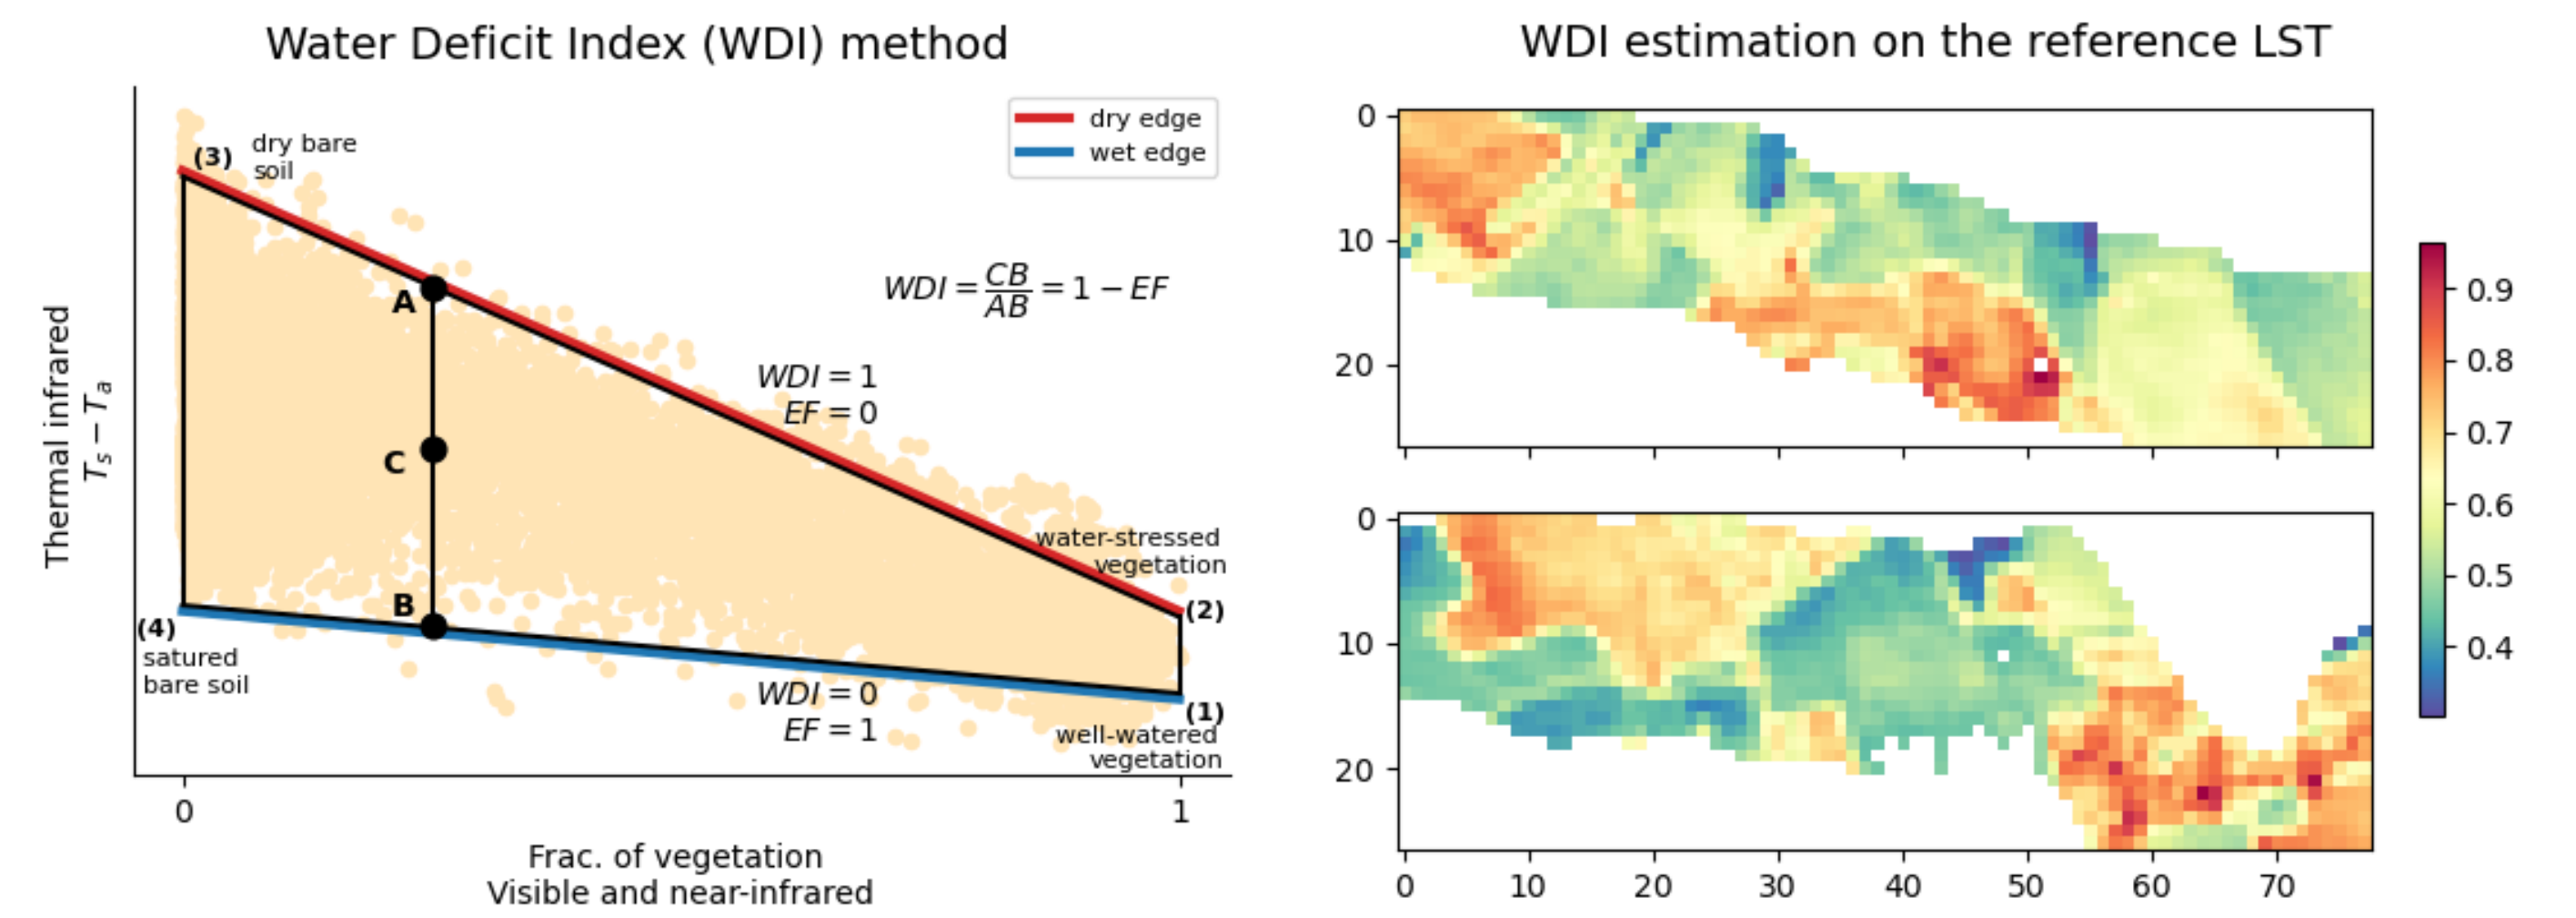 Water Deficit Index (WDI) method
dry edge
wet edge
(3)
dry bare
soil
A
WDI = CB/AB = 1 − EF
WDI = 1
EF = 0
C
water-stressed
vegetation
B
(2)
(4)
satured
bare soil
WDI = 0
EF = 1
(1)
well-watered
vegetation
Thermal infrared
Ts − Ta
0
1
Frac. of vegetation
Visible and near-infrared
WDI estimation on the reference LST
0
10
20
0
10
20
0 10 20 30 40 50 60 70
0.9
0.8
0.7
0.6
0.5
0.4